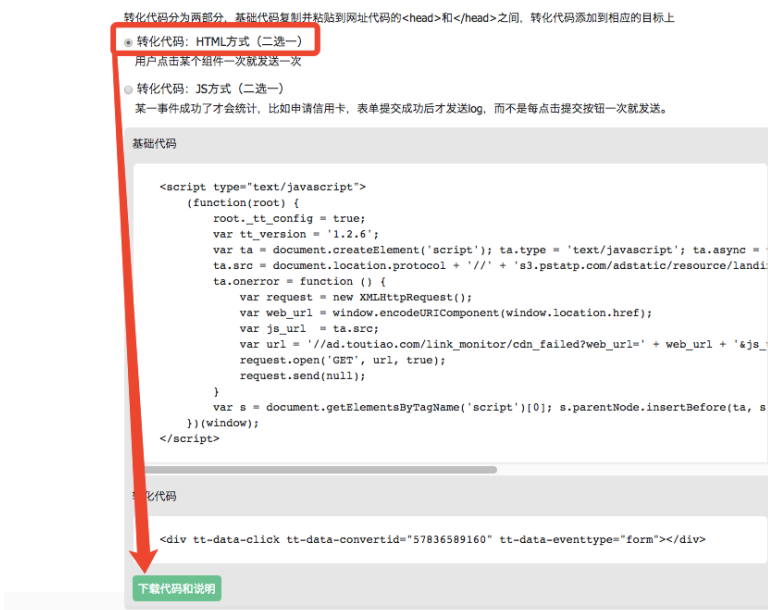 转化代码分为两部分，基础代码复制并粘贴到网址代码的<head>和</head>之间，转化代码添加到相应的目标上
转化代码：HTML方式（二选一）
用户点击某个组件一次就发送一次
转化代码：JS方式（二选一）
某一事件成功了才会统计，比如申请信用卡，表单提交成功后才发送log，而不是每点击提交按钮一次就发送。
基础代码
<script type="text/javascript">
(function(root) {
root._tt_config = true;
var tt_version = '1.2.6';
var ta = document.createElement('script'); ta.type = 'text/javascript'; ta.async =
ta.src = document.location.protocol + '//' + 's3.pstatp.com/adstatic/resource/landi
ta.onerror = function () {
var request = new XMLHttpRequest();
var web_url = window.encodeURIComponent(window.location.href);
var js_url = ta.src;
var url = '//ad.toutiao.com/link_monitor/cdn_failed?web_url=' + web_url + '&js_
request.open('GET', url, true);
request.send(null);
}
var s = document.getElementsByTagName('script')[0]; s.parentNode.insertBefore(ta, s
})(window);
</script>
转化代码
<div tt-data-click tt-data-convertid="57836589160" tt-data-eventtype="form"></div>
下载代码和说明